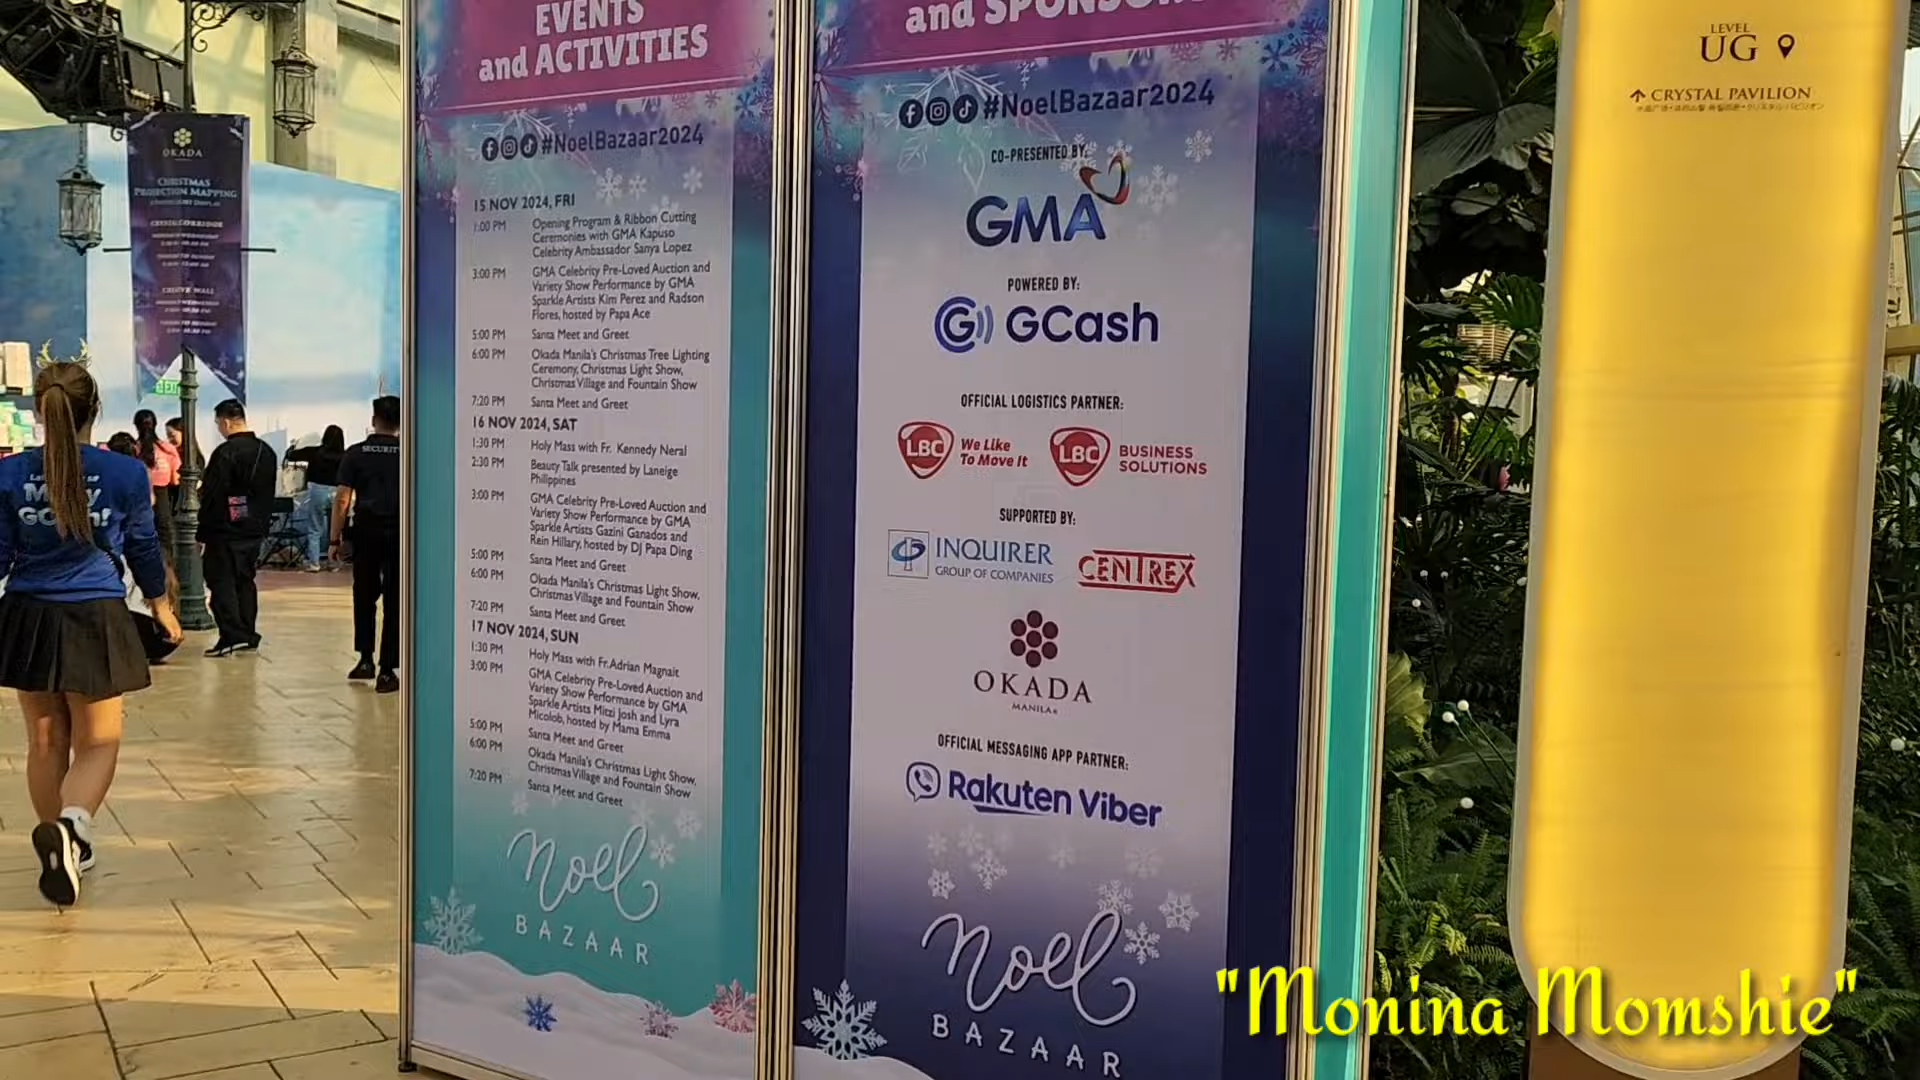 EVENTS
and ACTIVITIES
#NoelBazaar2024
15 NOV 2024, FRI
1:00 PM Opening Program & Ribbon Cutting
Ceremonies with GMA Kapuso
Celebrity Ambassador Sanya Lopez
3:00 PM GMA Celebrity Pre-Loved Auction and
Variety Show Performance by GMA
Sparkle Artists Kim Perez and Radson
Flores, hosted by Papa Ace
5:00 PM Santa Meet and Greet
6:00 PM Okada Manila's Christmas Tree Lighting
Ceremony, Christmas Light Show,
Christmas Village and Fountain Show
7:20 PM Santa Meet and Greet
16 NOV 2024, SAT
1:30 PM Holy Mass with Fr. Kennedy Neral
2:30 PM Beauty Talk presented by Laneige
Philippines
3:00 PM GMA Celebrity Pre-Loved Auction and
Variety Show Performance by GMA
Sparkle Artists Gazini Ganados and
Rein Hillary, hosted by DJ Papa Ding
5:00 PM Santa Meet and Greet
6:00 PM Okada Manila's Christmas Light Show,
Christmas Village and Fountain Show
7:20 PM Santa Meet and Greet
17 NOV 2024, SUN
1:30 PM Holy Mass with Fr. Adrian Magnait
3:00 PM GMA Celebrity Pre-Loved Auction and
Variety Show Performance by GMA
Sparkle Artists Mitzi Josh and Lyra
Micolob, hosted by Mama Emma
5:00 PM Santa Meet and Greet
6:00 PM Okada Manila's Christmas Light Show,
Christmas Village and Fountain Show
7:20 PM Santa Meet and Greet
noel
BAZAAR
and
#NoelBazaar2024
CO-PRESENTED BY:
GMA
POWERED BY:
GCash
OFFICIAL LOGISTICS PARTNER:
LBC We Like
To Move It
LBC BUSINESS
SOLUTIONS
SUPPORTED BY:
INQUIRER
GROUP OF COMPANIES
CENTREX
OKADA
MANILA
OFFICIAL MESSAGING APP PARTNER:
Rakuten Viber
noel
BAZAAR
LEVEL
UG
CRYSTAL PAVILION
OKADA
CHRISTMAS
PROJECTION MAPPING
SECURITY
"Monina Momshie"